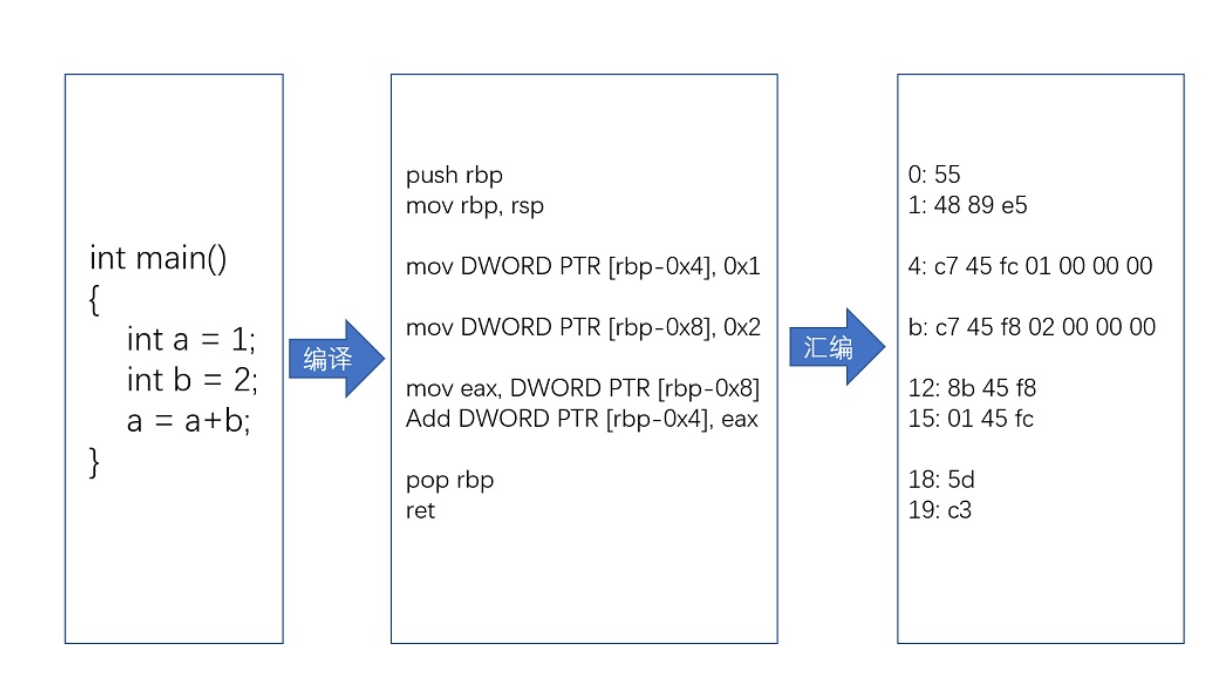 int main()
{
int a = 1;
int b = 2;
a = a+b;
}
编译
push rbp
mov rbp, rsp
mov DWORD PTR [rbp-0x4], 0x1
mov DWORD PTR [rbp-0x8], 0x2
mov eax, DWORD PTR [rbp-0x8]
Add DWORD PTR [rbp-0x4], eax
pop rbp
ret
汇编
0: 55
1: 48 89 e5
4: c7 45 fc 01 00 00 00
b: c7 45 f8 02 00 00 00
12: 8b 45 f8
15: 01 45 fc
18: 5d
19: c3